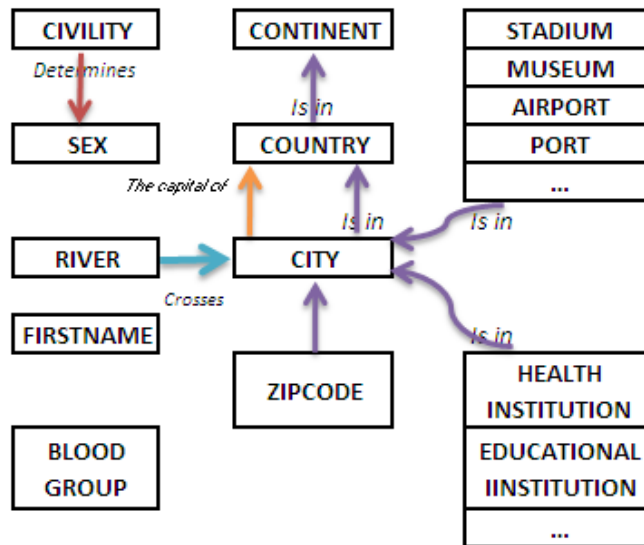 CIVILITY
CONTINENT
STADIUM
Determines
MUSEUM
Is in
AIRPORT
SEX
COUNTRY
PORT
The capital of
...
Is in
Is in
RIVER
CITY
Crosses
FIRSTNAME
Is in
ZIPCODE
HEALTH
INSTITUTION
BLOOD
GROUP
EDUCATIONAL
IINSTITUTION
...